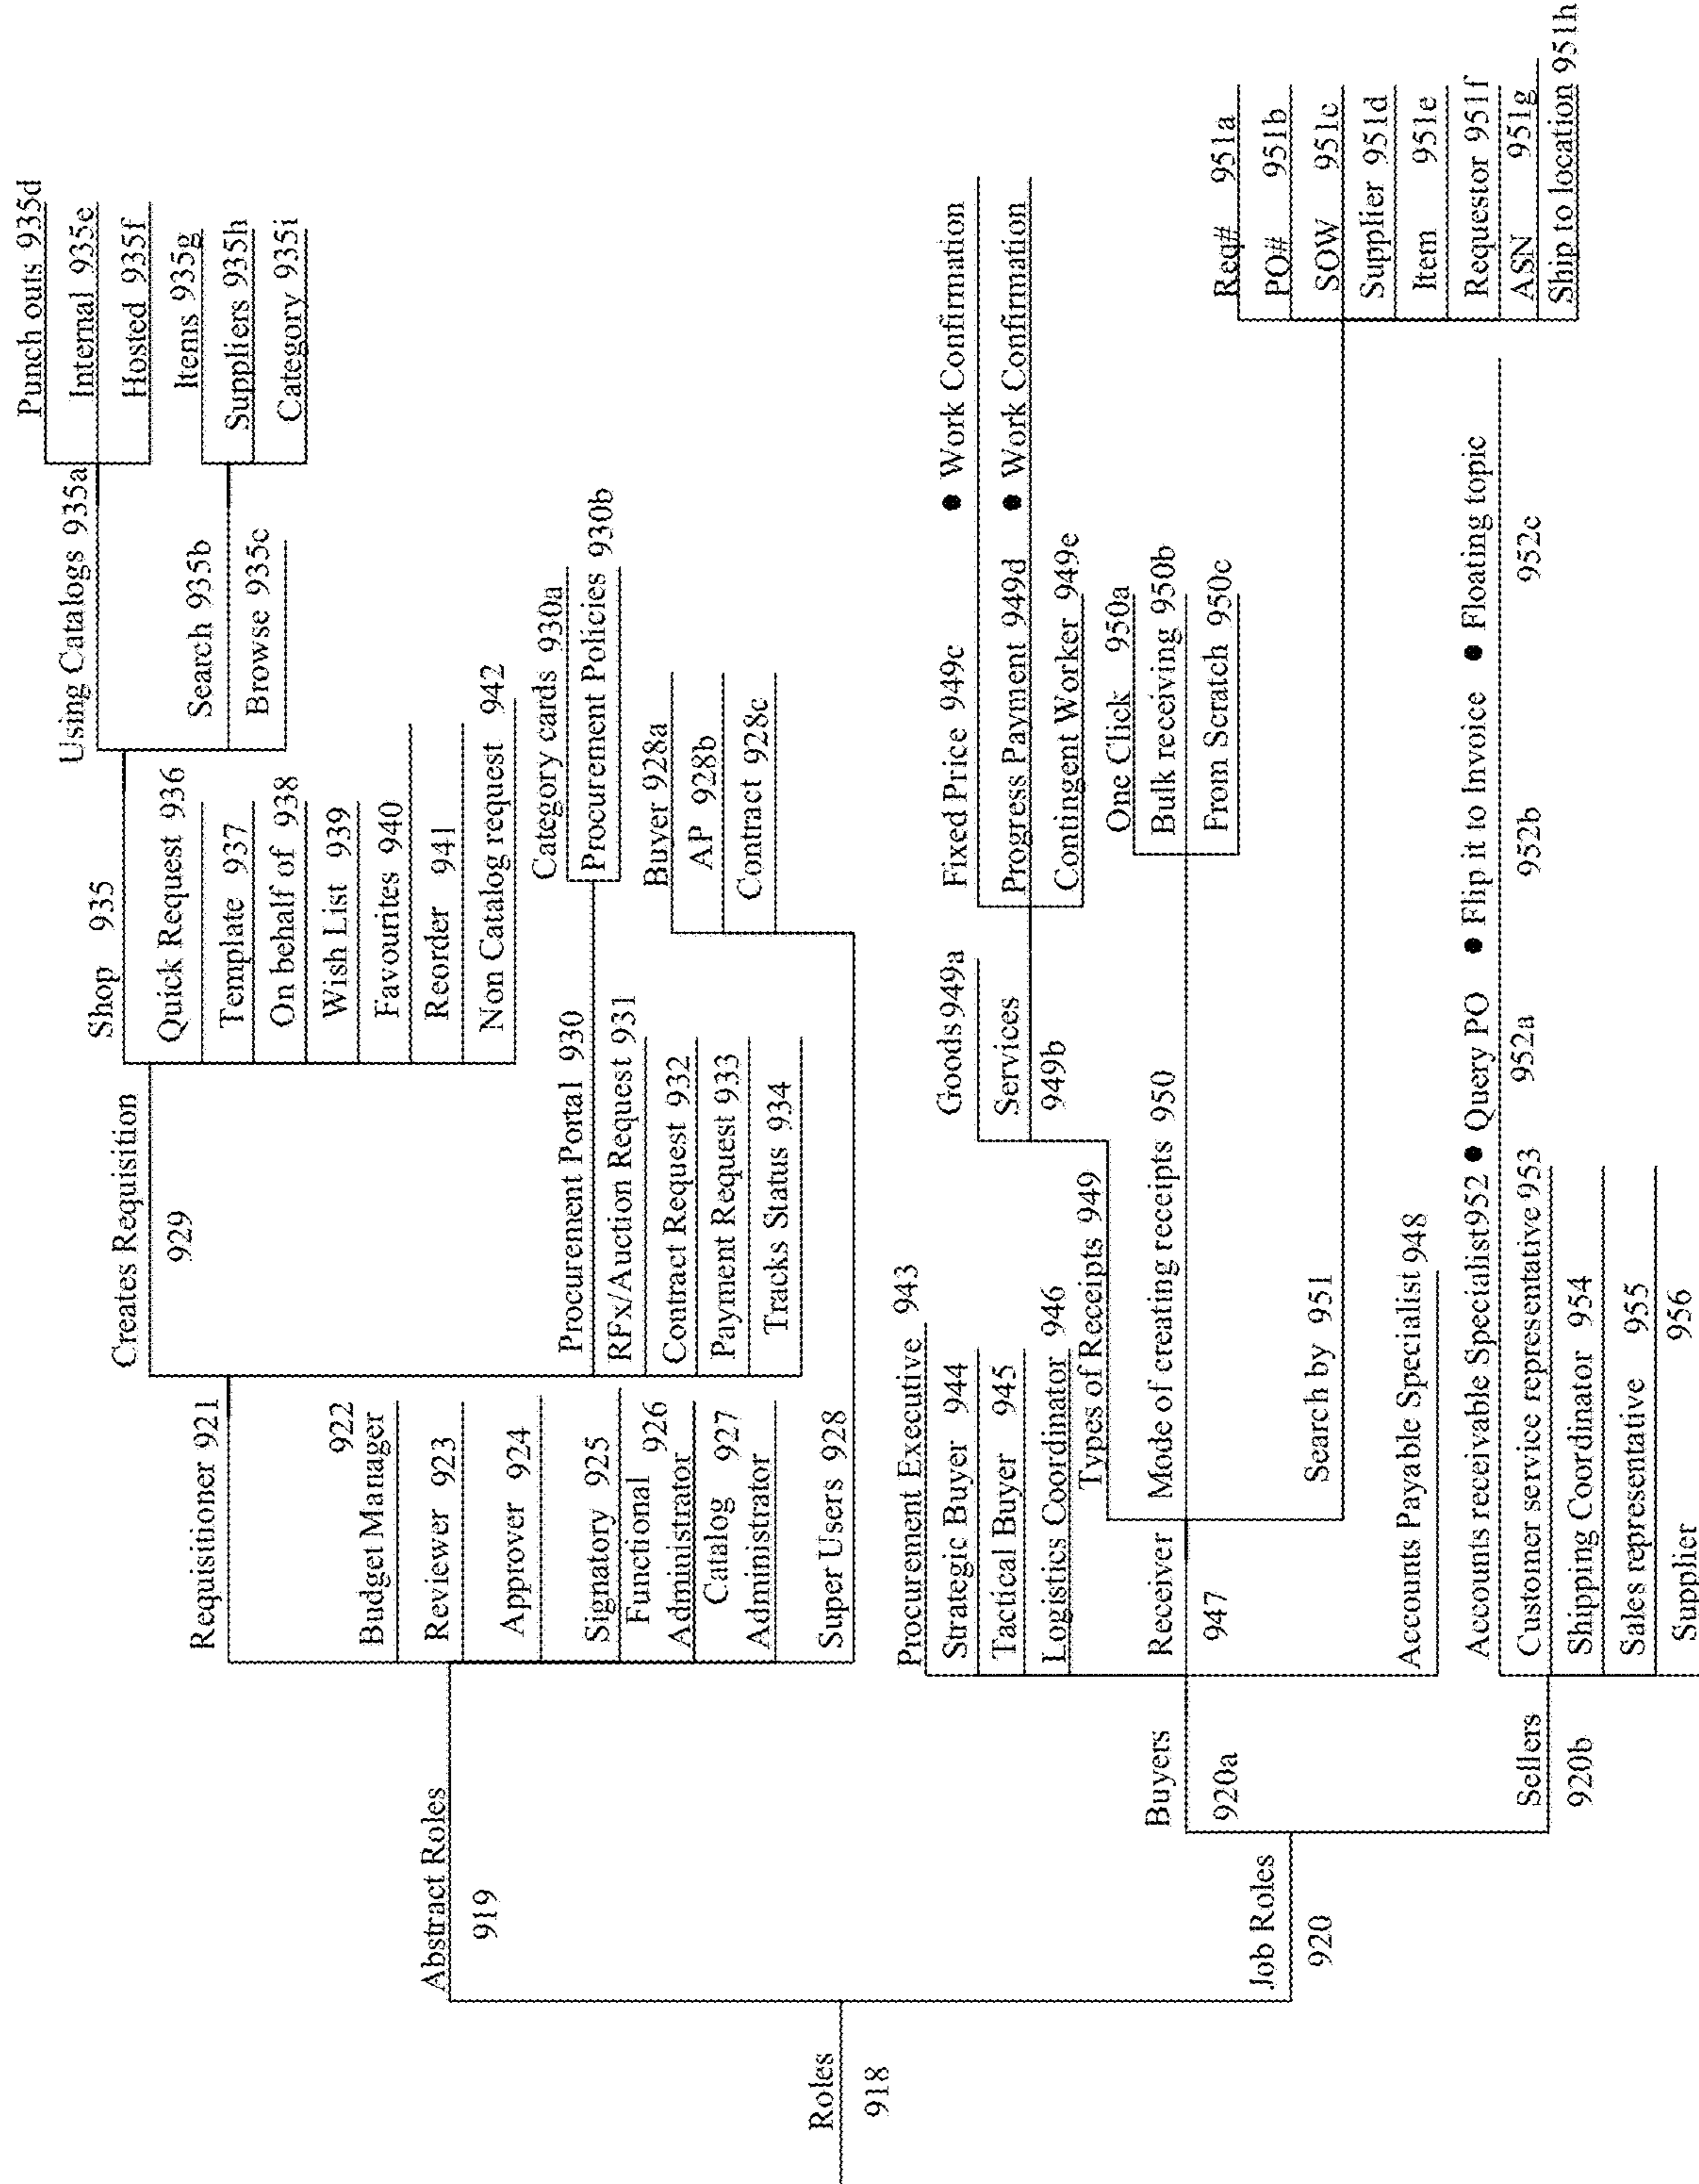 Roles
918
Abstract Roles
919
Requisitioner 921
Creates Requisition
929
Shop 935
Using Catalogs 935a
Punch outs 935d
Internal 935e
Hosted 935f
Search 935b
Browse 935c
Items 935g
Suppliers 935h
Category 935i
Quick Request 936
Template 937
On behalf of 938
Wish List 939
Favourites 940
Reorder 941
Non Catalog request 942
Procurement Portal 930
Category cards 930a
Procurement Policies 930b
RFx/Auction Request 931
Contract Request 932
Payment Request 933
Tracks Status 934
922
Budget Manager
Reviewer 923
Approver 924
Signatory 925
Functional 926
Administrator
Catalog 927
Administrator
Super Users 928
Buyer 928a
AP 928b
Contract 928c
Job Roles
920
Buyers
920a
Procurement Executive 943
Strategic Buyer 944
Tactical Buyer 945
Logistics Coordinator 946
Receiver
947
Types of Receipts 949
Goods949a
Services
949b
Fixed Price 949c ● Work Confirmation
Progress Payment 949d ● Work Confirmation
Contingent Worker 949e
Mode of creating receipts 950
One Click 950a
Bulk receiving 950b
From Scratch 950c
Search by 951
Req# 951a
PO# 951b
SOW 951c
Supplier 951d
Item 951e
Requestor 951f
ASN 951g
Ship to location 951h
Accounts Payable Specialist 948
Sellers
920b
Accounts receivable Specialist952 ● Query PO ● Flip it to Invoice ● Floating topic
952a 952b 952c
Customer service representative 953
Shipping Coordinator 954
Sales representative 955
Supplier 956